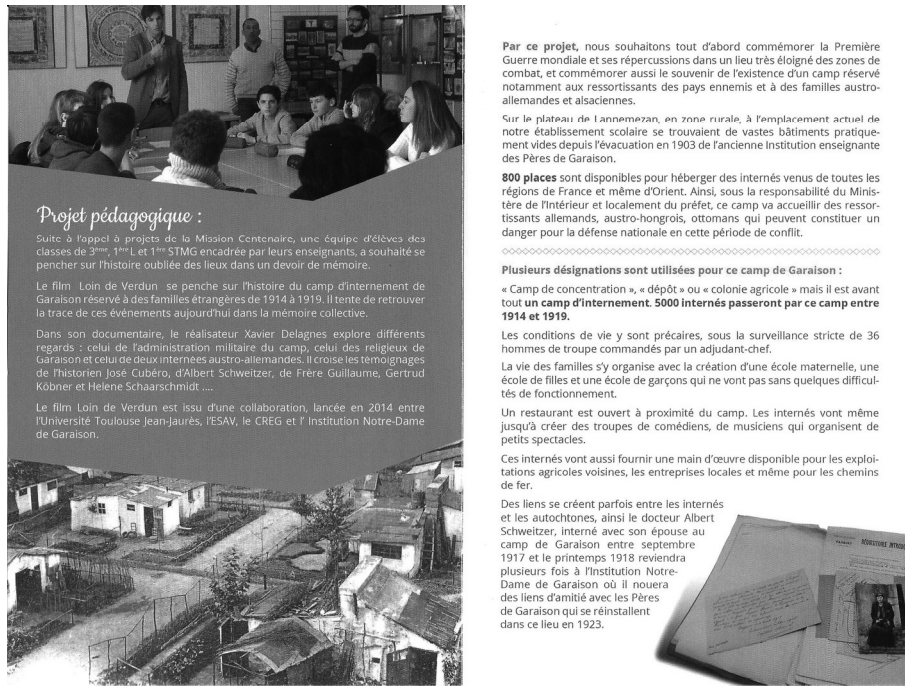 Projet pédagogique :
Suite à l'appel à projets de la Mission Centenaire, une équipe d'élèves des
classes de 3ème, 1ère L et 1ère STMG encadrée par leurs enseignants, a souhaité se
pencher sur l'histoire oubliée des lieux dans un devoir de mémoire.
Le film Loin de Verdun se penche sur l'histoire du camp d'internement de
Garaison réservé à des familles étrangères de 1914 à 1919. Il tente de retrouver
la trace de ces événements aujourd'hui dans la mémoire collective.
Dans son documentaire, le réalisateur Xavier Delagnes explore différents
regards : celui de l'administration militaire du camp, celui des religieux de
Garaison et celui de deux internées austro-allemandes. Il croise les témoignages
de l'historien José Cubéro, d'Albert Schweitzer, de Frère Guillaume, Gertrud
Köbner et Helene Schaarschmidt ....
Le film Loin de Verdun est issu d'une collaboration, lancée en 2014 entre
l'Université Toulouse Jean-Jaurès, l'ESAV, le CREG et l' Institution Notre-Dame
de Garaison.
Par ce projet, nous souhaitons tout d'abord commémorer la Première
Guerre mondiale et ses répercussions dans un lieu très éloigné des zones de
combat, et commémorer aussi le souvenir de l'existence d'un camp réservé
notamment aux ressortissants des pays ennemis et à des familles austro-
allemandes et alsaciennes.
Sur le plateau de Lannemezan, en zone rurale, à l'emplacement actuel de
notre établissement scolaire se trouvaient de vastes bâtiments pratique-
ment vides depuis l'évacuation en 1903 de l'ancienne Institution enseignante
des Pères de Garaison.
800 places sont disponibles pour héberger des internés venus de toutes les
régions de France et même d'Orient. Ainsi, sous la responsabilité du Minis-
tère de l'Intérieur et localement du préfet, ce camp va accueillir des ressor-
tissants allemands, austro-hongrois, ottomans qui peuvent constituer un
danger pour la défense nationale en cette période de conflit.
Plusieurs désignations sont utilisées pour ce camp de Garaison :
« Camp de concentration », « dépôt » ou « colonie agricole » mais il est avant
tout un camp d'internement. 5000 internés passeront par ce camp entre
1914 et 1919.
Les conditions de vie y sont précaires, sous la surveillance stricte de 36
hommes de troupe commandés par un adjudant-chef.
La vie des familles s'y organise avec la création d'une école maternelle, une
école de filles et une école de garçons qui ne vont pas sans quelques difficul-
tés de fonctionnement.
Un restaurant est ouvert à proximité du camp. Les internés vont même
jusqu'à créer des troupes de comédiens, de musiciens qui organisent de
petits spectacles.
Ces internés vont aussi fournir une main d'œuvre disponible pour les exploi-
tations agricoles voisines, les entreprises locales et même pour les chemins
de fer.
Des liens se créent parfois entre les internés
et les autochtones, ainsi le docteur Albert
Schweitzer, interné avec son épouse au
camp de Garaison entre septembre
1917 et le printemps 1918 reviendra
plusieurs fois à l'Institution Notre-
Dame de Garaison où il nouera
des liens d'amitié avec les Pères
de Garaison qui se réinstallent
dans ce lieu en 1923.